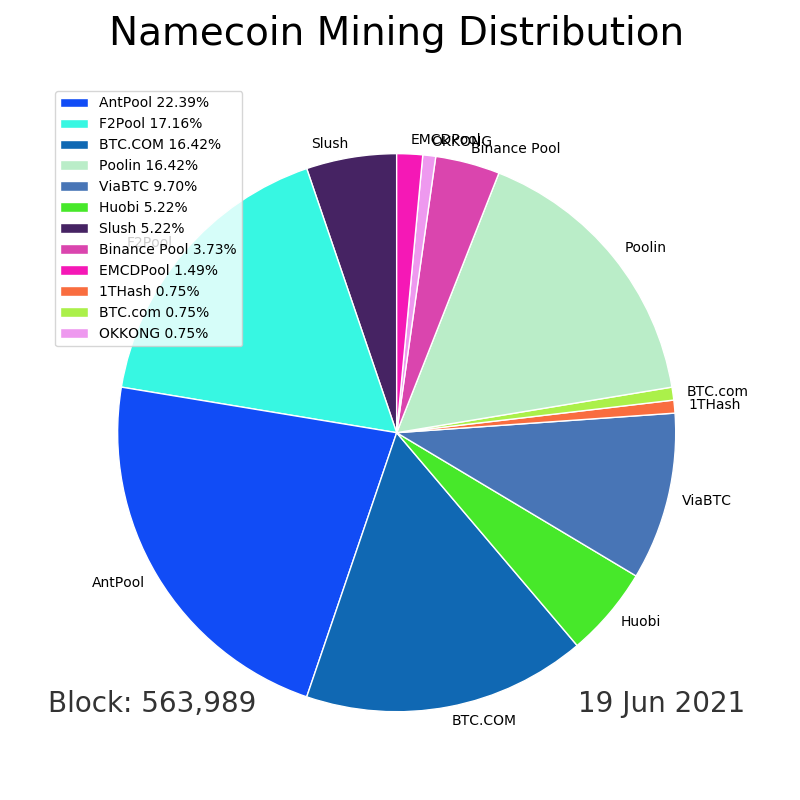 Namecoin Mining Distribution
AntPool 22.39%
F2Pool 17.16%
BTC.COM 16.42%
Poolin 16.42%
ViaBTC 9.70%
Huobi 5.22%
Slush 5.22%
Binance Pool 3.73%
EMCDPool 1.49%
1THash 0.75%
BTC.com 0.75%
OKKONG 0.75%
EMCDPool
OKKONG
Binance Pool
Slush
F2Pool
Poolin
BTC.com
1THash
ViaBTC
AntPool
Huobi
BTC.COM
Block: 563,989
19 Jun 2021